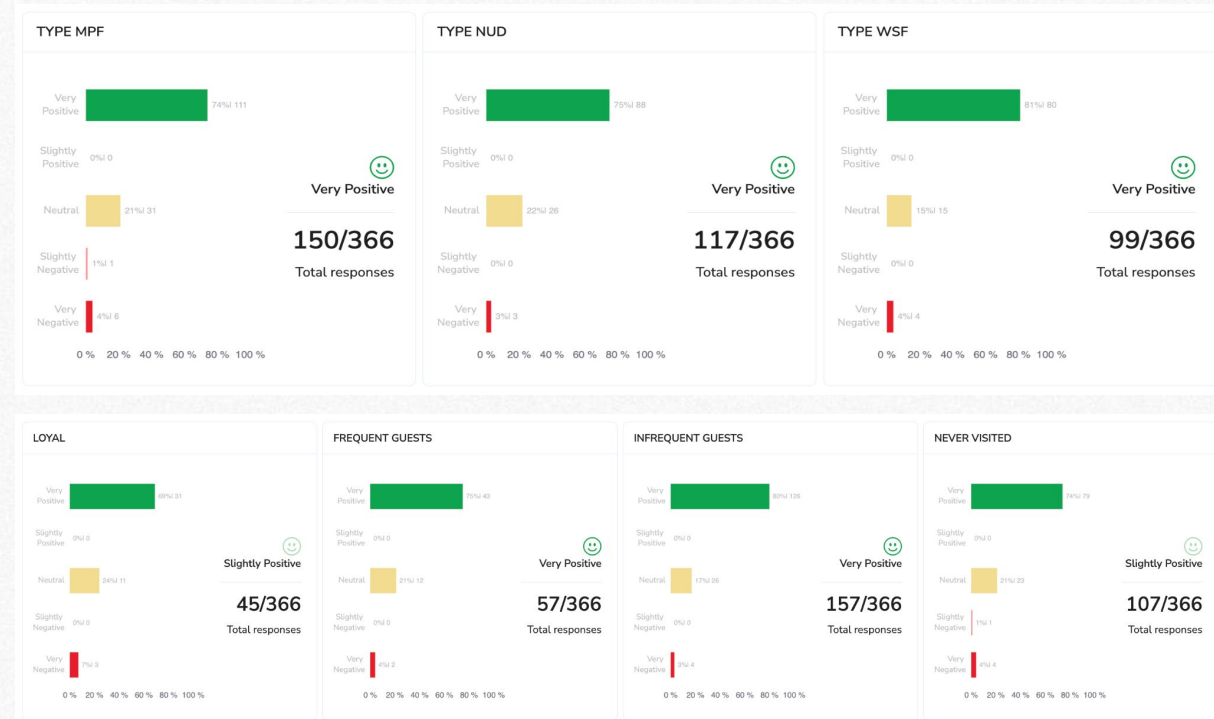 TYPE MPF
Very
Positive
74%| 111
Slightly
Positive
0%| 0
Very Positive
Neutral
21%| 31
150/366
Slightly
Negative
1%| 1
Total responses
Very
Negative
4%| 6
0 % 20 % 40 % 60 % 80 % 100 %
TYPE NUD
Very
Positive
75%| 88
Slightly
Positive
0%| 0
Very Positive
Neutral
22%| 26
117/366
Slightly
Negative
0%| 0
Total responses
Very
Negative
3%| 3
0 % 20 % 40 % 60 % 80 % 100 %
TYPE WSF
Very
Positive
81%| 80
Slightly
Positive
0%| 0
Very Positive
Neutral
15%| 15
99/366
Slightly
Negative
0%| 0
Total responses
Very
Negative
4%| 4
0 % 20 % 40 % 60 % 80 % 100 %
LOYAL
Very
Positive
69%| 31
Slightly
Positive
0%| 0
Slightly Positive
Neutral
24%| 11
45/366
Slightly
Negative
0%| 0
Total responses
Very
Negative
7%| 3
0 % 20 % 40 % 60 % 80 % 100 %
FREQUENT GUESTS
Very
Positive
75%| 43
Slightly
Positive
0%| 0
Very Positive
Neutral
21%| 12
57/366
Slightly
Negative
0%| 0
Total responses
Very
Negative
4%| 2
0 % 20 % 40 % 60 % 80 % 100 %
INFREQUENT GUESTS
Very
Positive
80%| 126
Slightly
Positive
0%| 0
Very Positive
Neutral
17%| 26
157/366
Slightly
Negative
0%| 0
Total responses
Very
Negative
3%| 4
0 % 20 % 40 % 60 % 80 % 100 %
NEVER VISITED
Very
Positive
74%| 79
Slightly
Positive
0%| 0
Slightly Positive
Neutral
21%| 23
107/366
Slightly
Negative
1%| 1
Total responses
Very
Negative
4%| 4
0 % 20 % 40 % 60 % 80 % 100 %